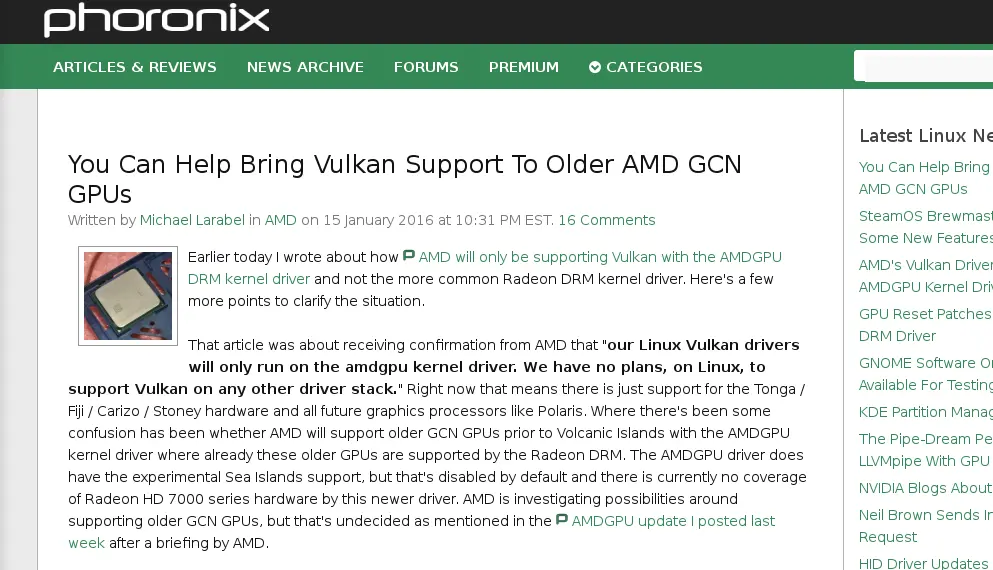 phoronix
ARTICLES & REVIEWS NEWS ARCHIVE FORUMS PREMIUM CATEGORIES
You Can Help Bring Vulkan Support To Older AMD GCN
GPUs
Written by Michael Larabel in AMD on 15 January 2016 at 10:31 PM EST. 16 Comments
Earlier today I wrote about how AMD will only be supporting Vulkan with the AMDGPU
DRM kernel driver and not the more common Radeon DRM kernel driver. Here's a few
more points to clarify the situation.
That article was about receiving confirmation from AMD that "our Linux Vulkan drivers
will only run on the amdgpu kernel driver. We have no plans, on Linux, to
support Vulkan on any other driver stack." Right now that means there is just support for the Tonga /
Fiji / Carizo / Stoney hardware and all future graphics processors like Polaris. Where there's been some
confusion has been whether AMD will support older GCN GPUs prior to Volcanic Islands with the AMDGPU
kernel driver where already these older GPUs are supported by the Radeon DRM. The AMDGPU driver does
have the experimental Sea Islands support, but that's disabled by default and there is currently no coverage
of Radeon HD 7000 series hardware by this newer driver. AMD is investigating possibilities around
supporting older GCN GPUs, but that's undecided as mentioned in the AMDGPU update I posted last
week after a briefing by AMD.
Latest Linux Ne
You Can Help Bring
AMD GCN GPUs
SteamOS Brewmast
Some New Features
AMD's Vulkan Driver
AMDGPU Kernel Driv
GPU Reset Patches
DRM Driver
GNOME Software O
Available For Testing
KDE Partition Manag
The Pipe-Dream Pe
LLVMpipe With GPU
NVIDIA Blogs About
Neil Brown Sends In
Request
HID Driver Updates